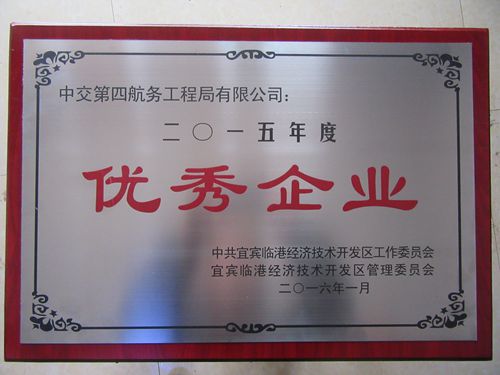 中交第四航务工程局有限公司：
二〇一五年度
优秀企业
中共宜宾临港经济技术开发区工作委员会
宜宾临港经济技术开发区管理委员会
二〇一六年一月